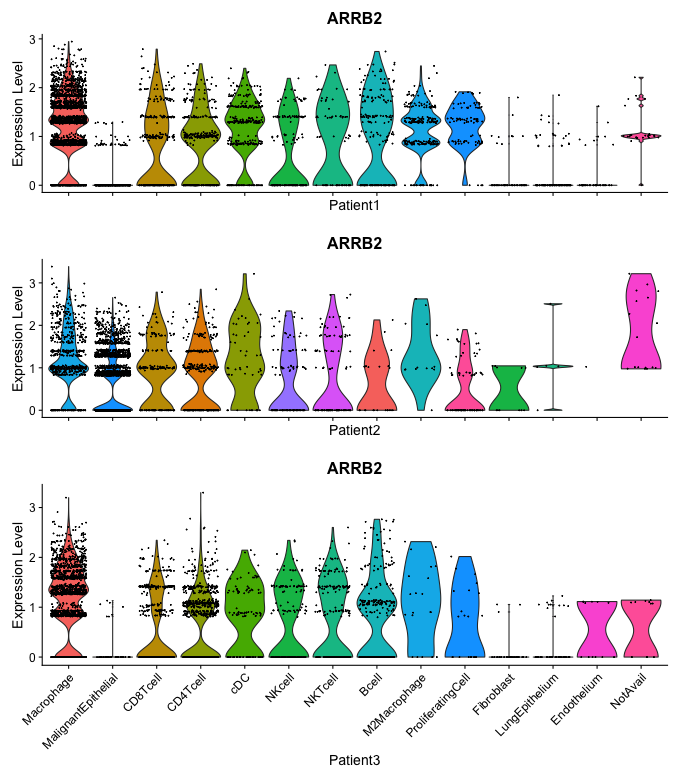 ARRB2
Expression Level
3
2
1
0
Patient1
ARRB2
Expression Level
3
2
1
0
Patient2
ARRB2
Expression Level
3
2
1
0
Macrophage
MalignantEpithelial
CD8Tcell
CD4Tcell
cDC
NKcell
NKTcell
Bcell
M2Macrophage
ProliferatingCell
Fibroblast
LungEpithelium
Endothelium
NotAvail
Patient3